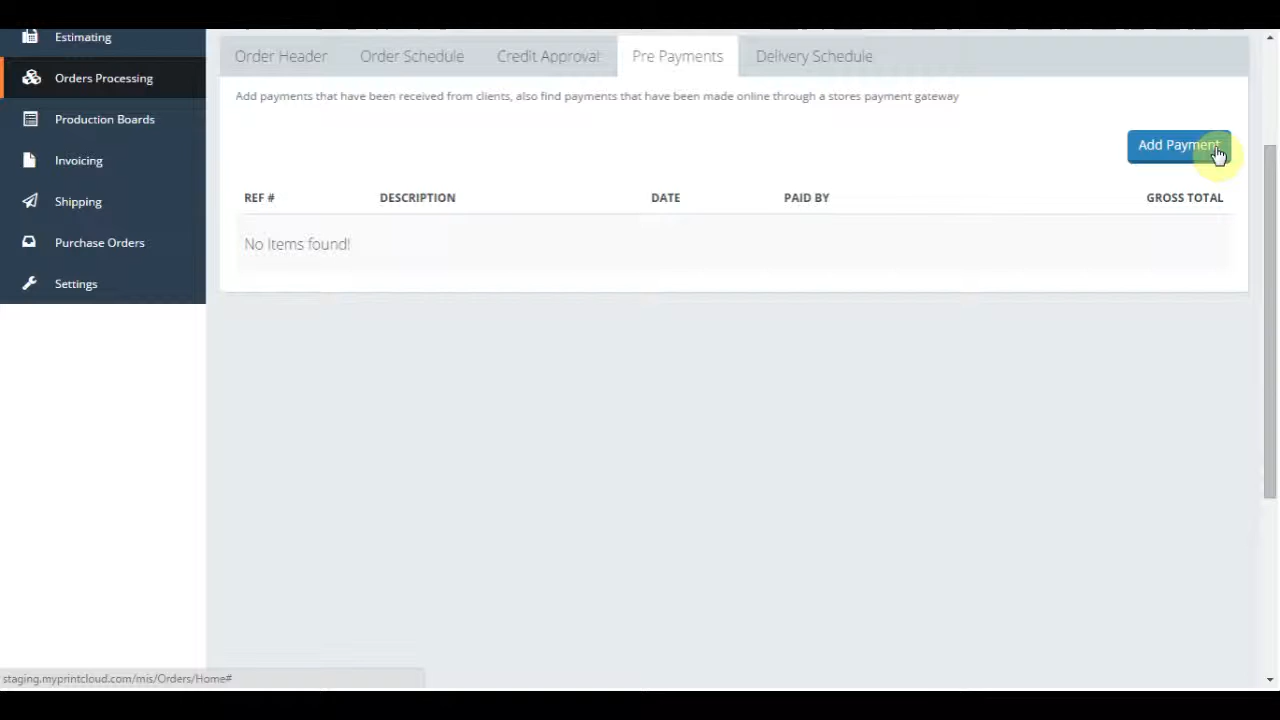 Estimating
Orders Processing
Production Boards
Invoicing
Shipping
Purchase Orders
Settings
Order Header Order Schedule Credit Approval Pre Payments Delivery Schedule
Add payments that have been received from clients, also find payments that have been made online through a stores payment gateway
Add Payment
REF # DESCRIPTION DATE PAID BY GROSS TOTAL
No Items found!
staging.myprintcloud.com/mis/Orders/Home#